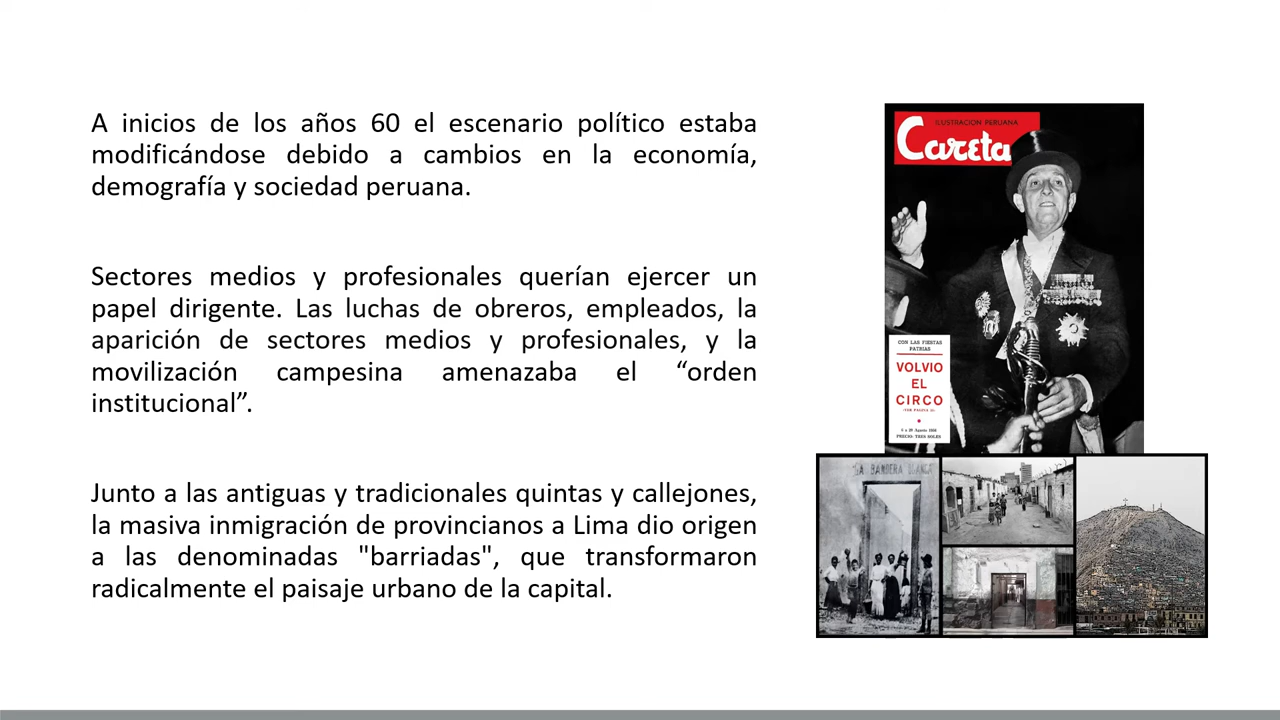 A inicios de los años 60 el escenario político estaba
modificándose debido a cambios en la economía,
demografía y sociedad peruana.
Sectores medios y profesionales querían ejercer un
papel dirigente. Las luchas de obreros, empleados, la
aparición de sectores medios y profesionales, y la
movilización campesina amenazaba el “orden
institucional”.
Junto a las antiguas y tradicionales quintas y callejones,
la masiva inmigración de provincianos a Lima dio origen
a las denominadas "barriadas", que transformaron
radicalmente el paisaje urbano de la capital.
ILUSTRACION PERUANA
Careta
CON LAS FIESTAS
PATRIAS
VOLVIO
EL
CIRCO
PRECIO: TRES SOLES
LA BANDERA BLANCA